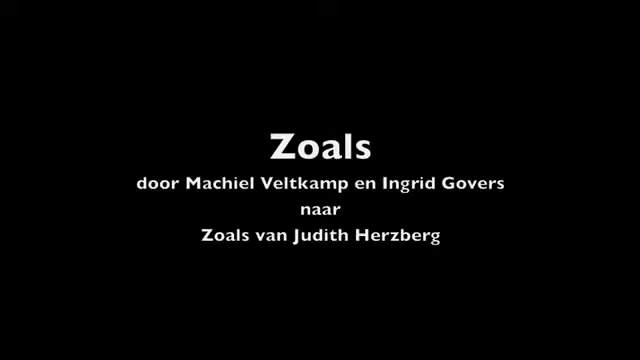 Zoals
door Machiel Veltkamp en Ingrid Govers
naar
Zoals van Judith Herzberg